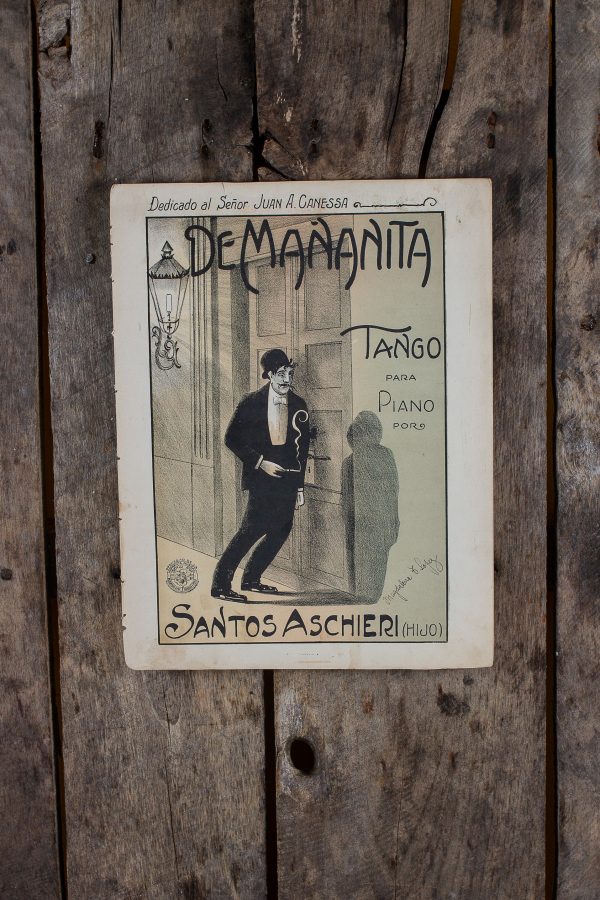 Dedicado al Señor JUAN A. CANESSA
DE MAÑANITA
TANGO
PARA
PIANO
POR
SANTOS ASCHIERI (HIJO)